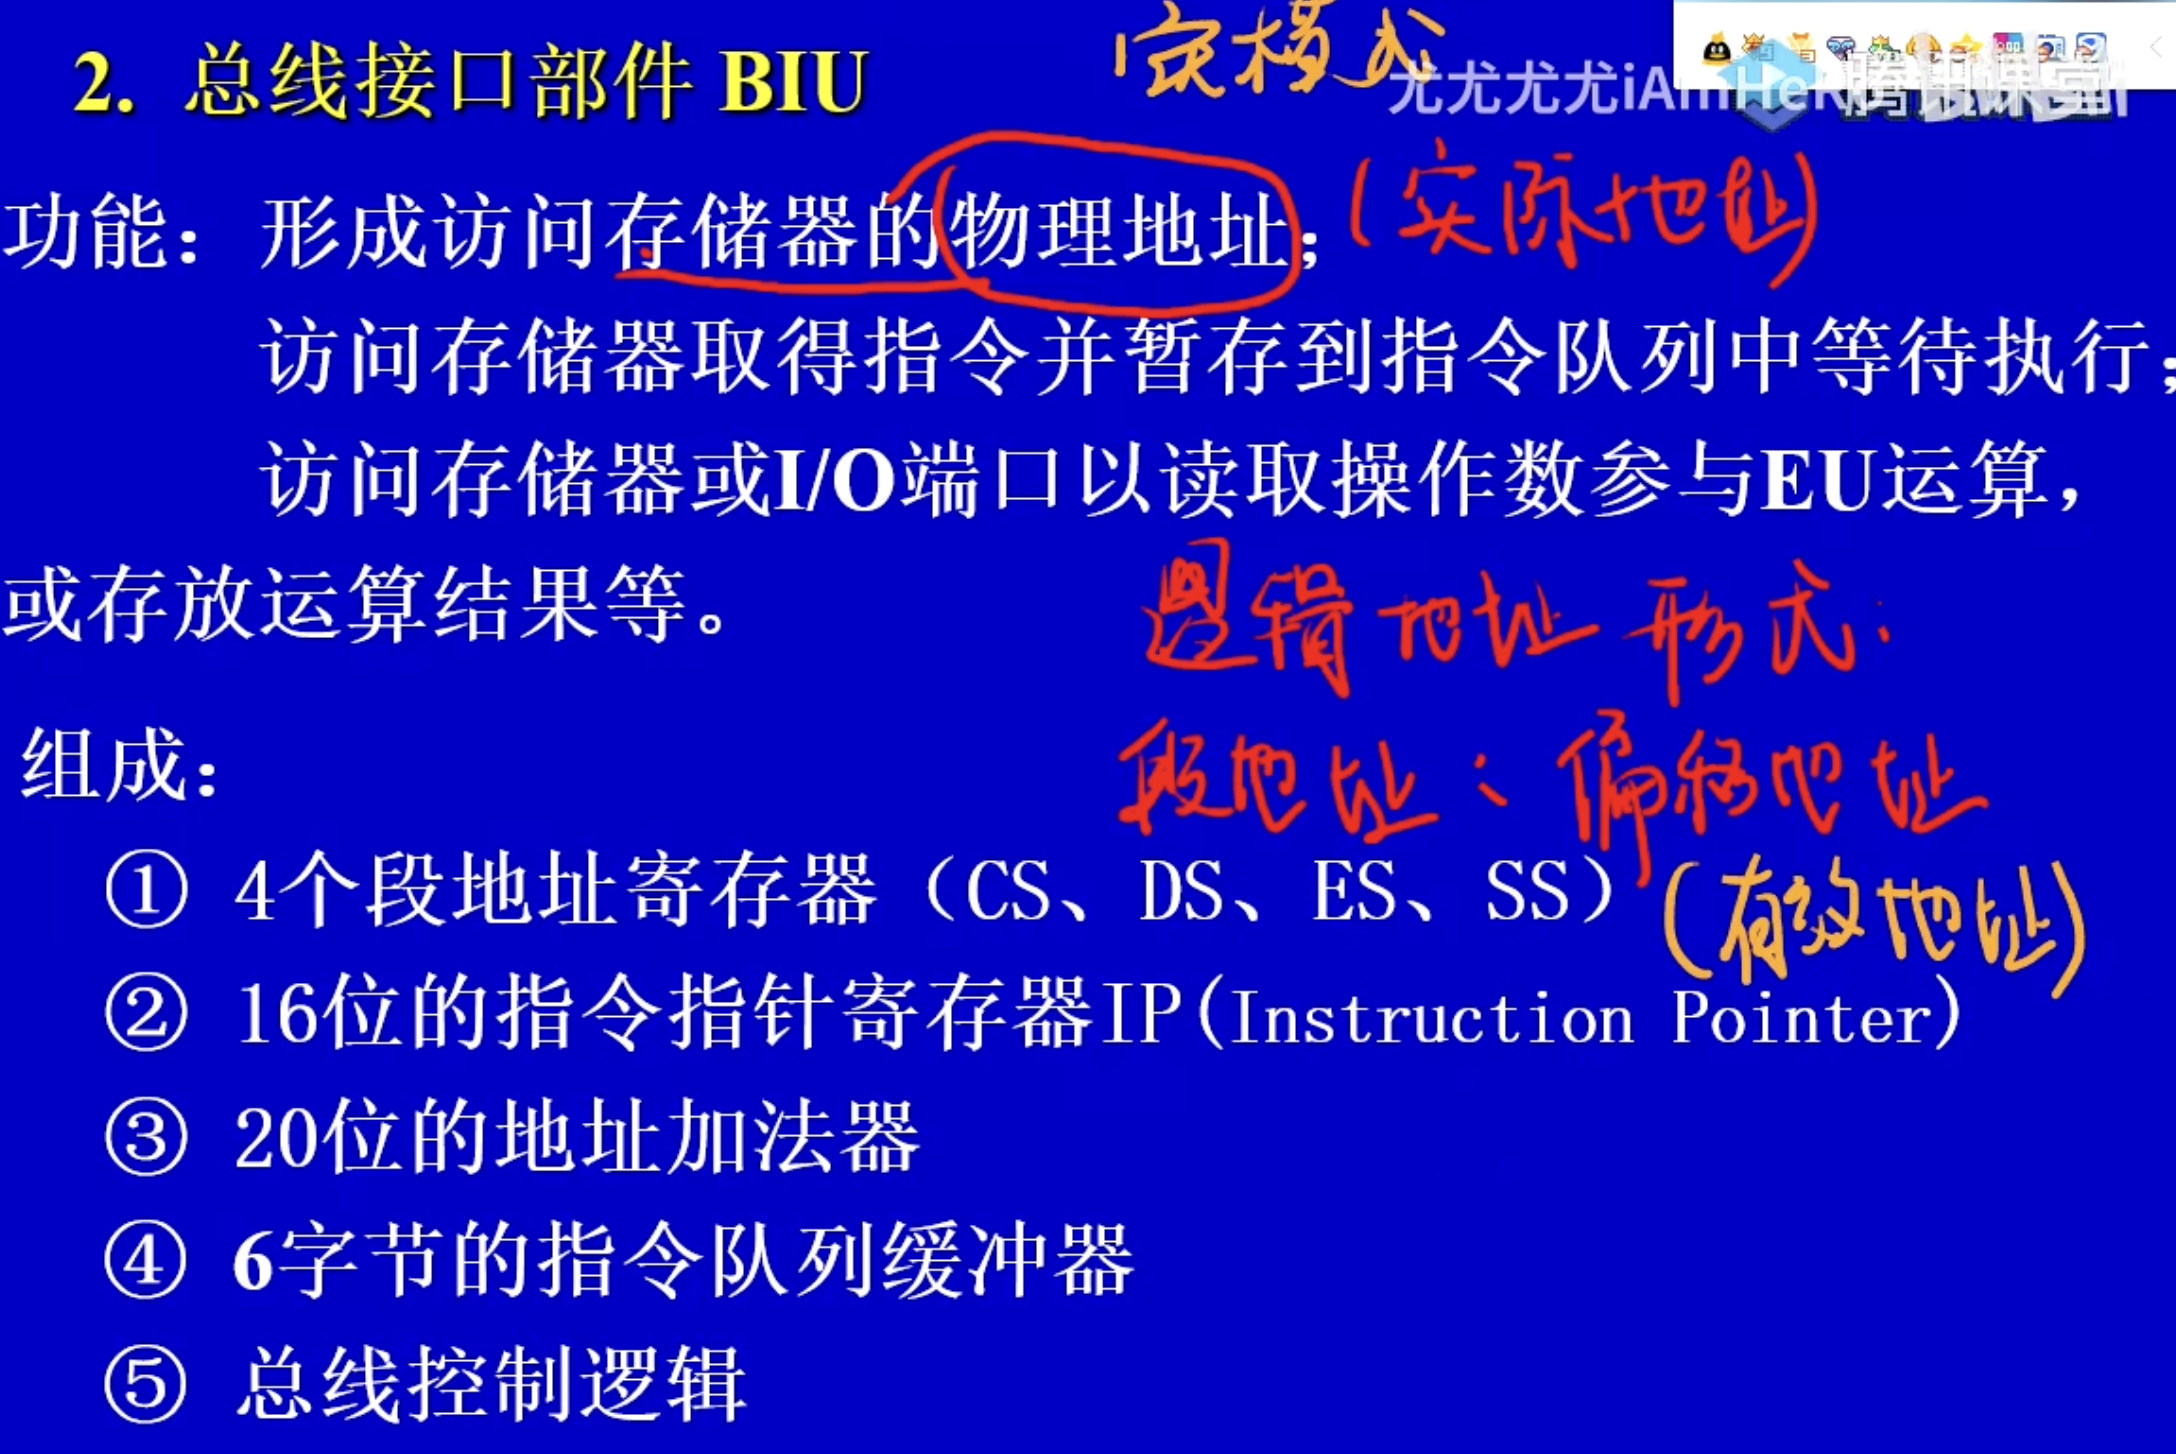 2. 总线接口部件 BIU
模式
尤尤尤尤iAmHeR
腾讯课堂
功能：形成访问存储器的物理地址；(实际地址)
访问存储器取得指令并暂存到指令队列中等待执行；
访问存储器或I/O端口以读取操作数参与EU运算，
或存放运算结果等。
逻辑地址形式：
组成：
段地址：偏移地址
① 4个段地址寄存器（CS、DS、ES、SS）
(有效地址)
② 16位的指令指针寄存器IP(Instruction Pointer)
③ 20位的地址加法器
④ 6字节的指令队列缓冲器
⑤ 总线控制逻辑